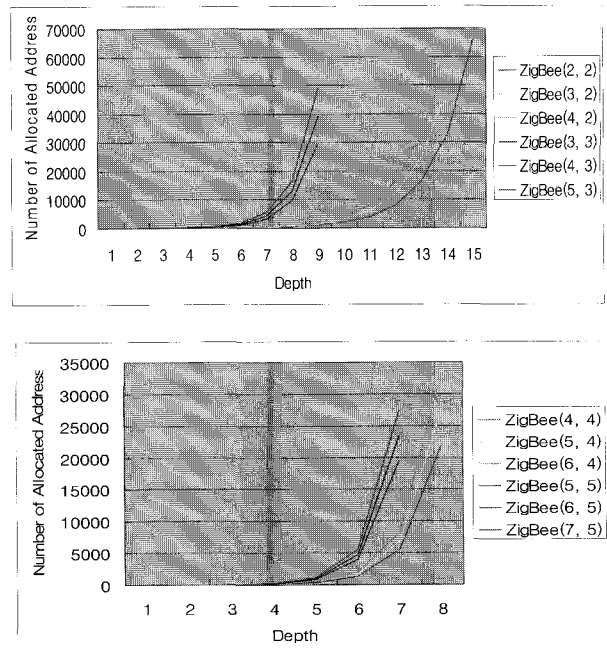 Number of Allocated Address
70000
60000
50000
40000
30000
20000
10000
0
1 2 3 4 5 6 7 8 9 10 11 12 13 14 15
Depth
ZigBee(2, 2)
ZigBee(3, 2)
ZigBee(4, 2)
ZigBee(3, 3)
ZigBee(4, 3)
ZigBee(5, 3)
Number of Allocated Address
35000
30000
25000
20000
15000
10000
5000
0
1 2 3 4 5 6 7 8
Depth
ZigBee(4, 4)
ZigBee(5, 4)
ZigBee(6, 4)
ZigBee(5, 5)
ZigBee(6, 5)
ZigBee(7, 5)